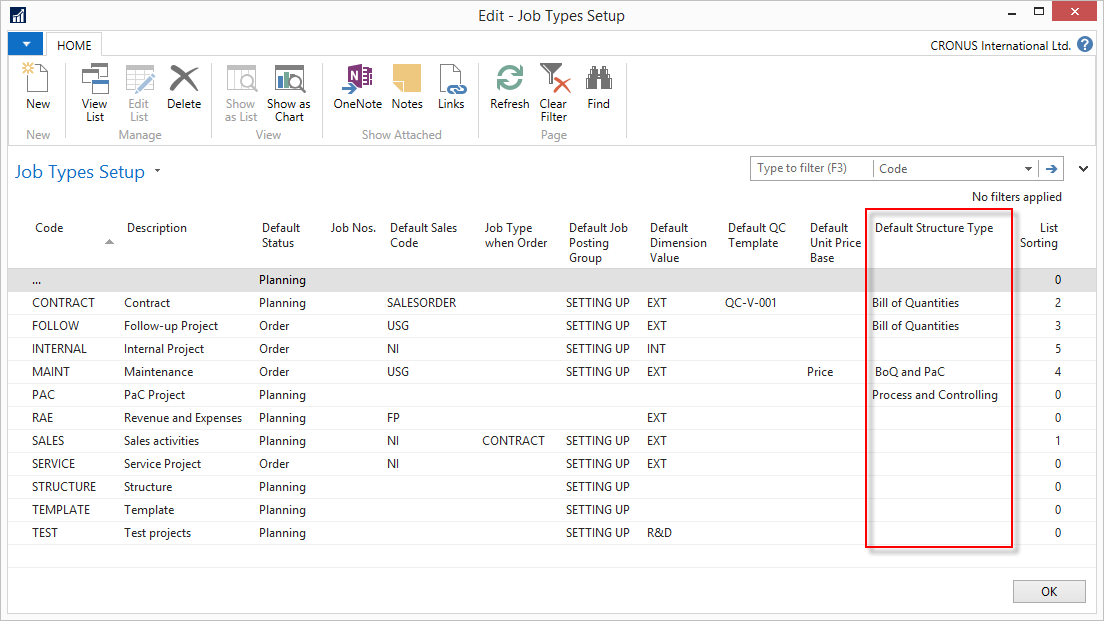 Edit - Job Types Setup
HOME
CRONUS International Ltd.
New
View List
Edit List
Delete
Show as List
Show as Chart
OneNote
Notes
Links
Refresh
Clear Filter
Find
New
Manage
View
Show Attached
Page
Job Types Setup
Type to filter (F3)
Code
No filters applied
Code Description Default Status Job Nos. Default Sales Code Job Type when Order Default Job Posting Group Default Dimension Value Default QC Template Default Unit Price Base Default Structure Type List Sorting
... Planning 0
CONTRACT Contract Planning SALESORDER SETTING UP EXT QC-V-001 Bill of Quantities 2
FOLLOW Follow-up Project Order USG SETTING UP EXT Bill of Quantities 3
INTERNAL Internal Project Order NI SETTING UP INT 5
MAINT Maintenance Order USG SETTING UP EXT Price BoQ and PaC 4
PAC PaC Project Planning Process and Controlling 0
RAE Revenue and Expenses Planning FP EXT 0
SALES Sales activities Planning NI CONTRACT SETTING UP EXT 1
SERVICE Service Project Order NI SETTING UP EXT 0
STRUCTURE Structure Planning SETTING UP 0
TEMPLATE Template Planning SETTING UP 0
TEST Test projects Planning SETTING UP R&D 0
OK